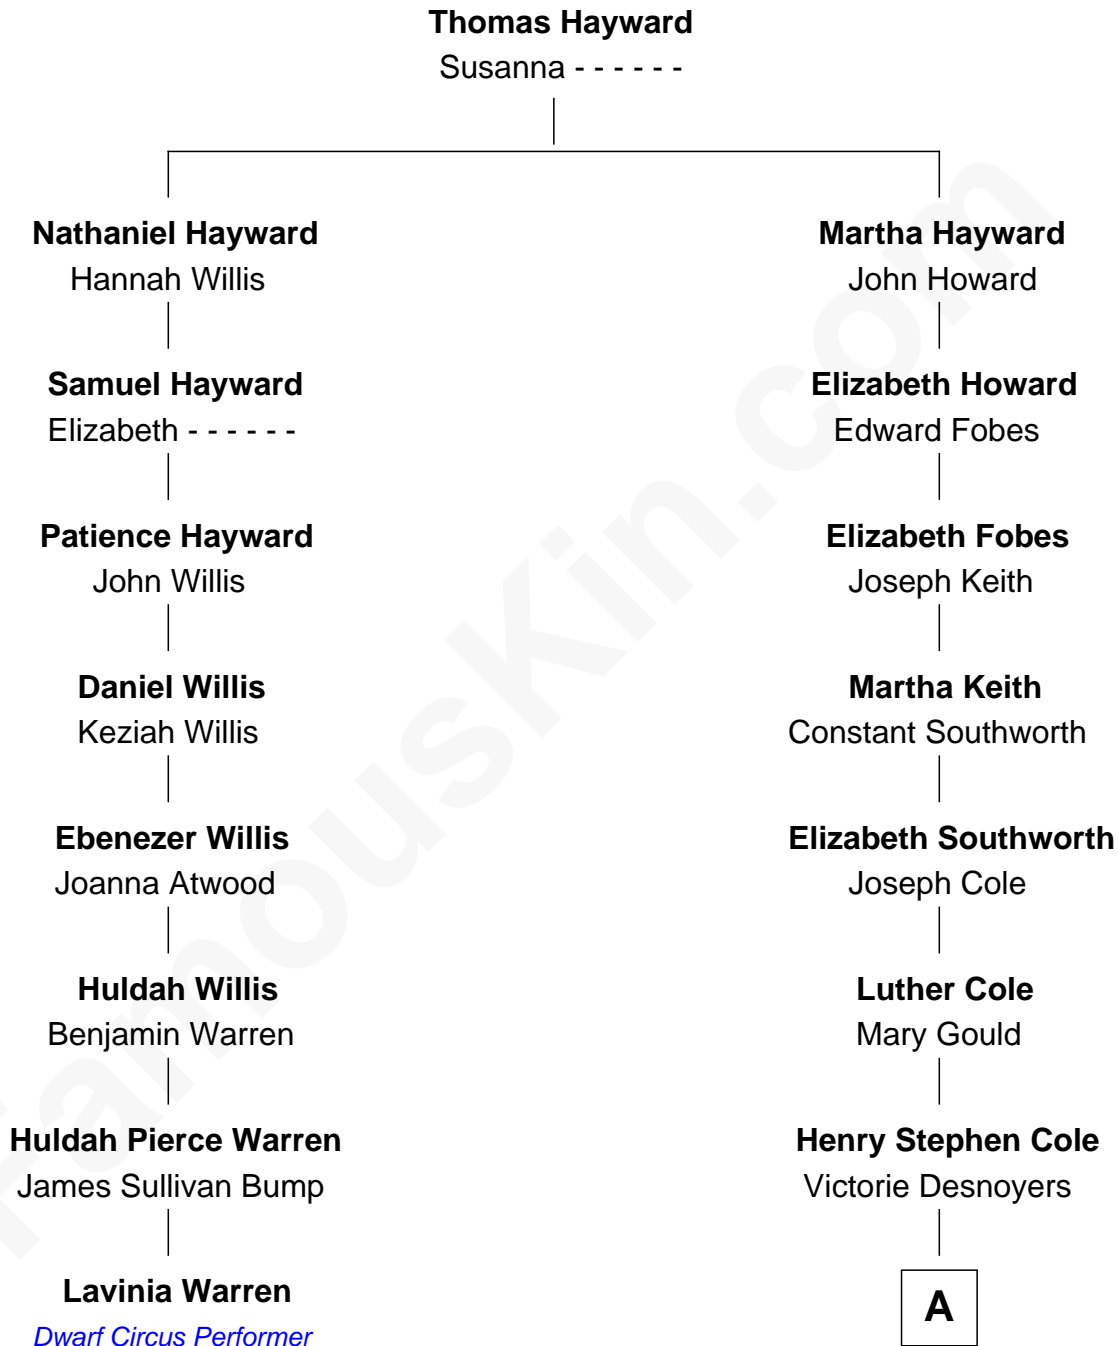 Thomas Hayward
Susanna - - - - - -
Nathaniel Hayward
Hannah Willis
Martha Hayward
John Howard
Samuel Hayward
Elizabeth - - - - - -
Elizabeth Howard
Edward Fobes
Patience Hayward
John Willis
Elizabeth Fobes
Joseph Keith
Daniel Willis
Keziah Willis
Martha Keith
Constant Southworth
Ebenezer Willis
Joanna Atwood
Elizabeth Southworth
Joseph Cole
Huldah Willis
Benjamin Warren
Luther Cole
Mary Gould
Huldah Pierce Warren
James Sullivan Bump
Henry Stephen Cole
Victorie Desnoyers
Lavinia Warren
Dwarf Circus Performer
A
FamousKin.com